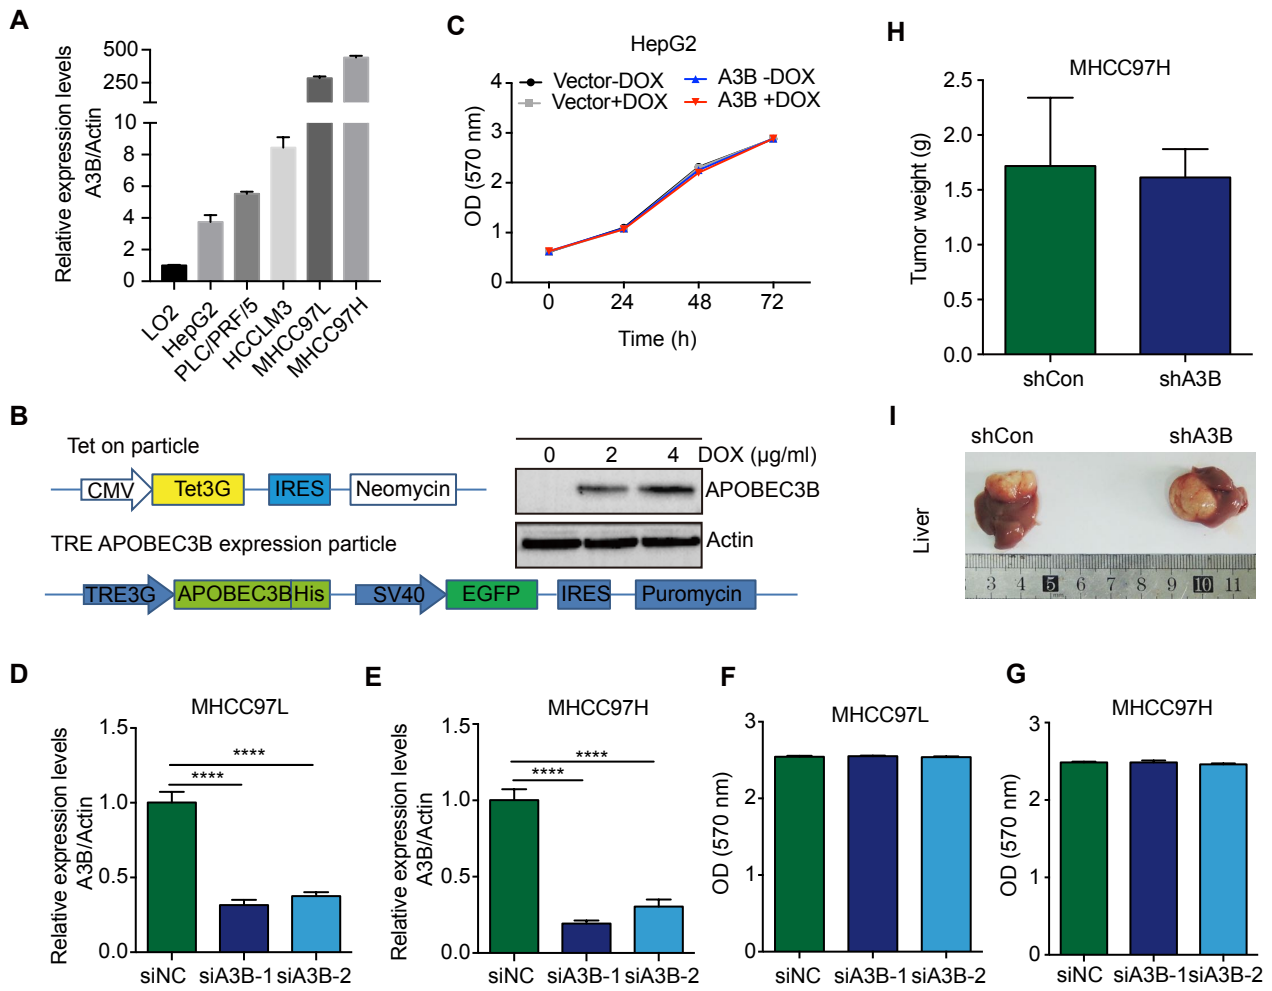 A
Relative expression levels
A3B/Actin
500
250
10
8
6
4
2
0
LO2
HepG2
PLC/PRF/5
HCCLM3
MHCC97L
MHCC97H
C
HepG2
Vector-DOX
Vector+DOX
A3B -DOX
A3B +DOX
OD (570 nm)
4
3
2
1
0
0 24 48 72
Time (h)
H
MHCC97H
Tumor weight (g)
2.5
2.0
1.5
1.0
0.5
0.0
shCon shA3B
B
Tet on particle
CMV Tet3G IRES Neomycin
TRE APOBEC3B expression particle
TRE3G APOBEC3B His SV40 EGFP IRES Puromycin
0 2 4 DOX (µg/ml)
APOBEC3B
Actin
I
shCon shA3B
Liver
3 4 5 6 7 8 9 10 11
D
MHCC97L
Relative expression levels
A3B/Actin
1.5
1.0
0.5
0.0
****
****
siNC siA3B-1 siA3B-2
E
MHCC97H
Relative expression levels
A3B/Actin
1.5
1.0
0.5
0.0
****
****
siNC siA3B-1 siA3B-2
F
MHCC97L
OD (570 nm)
3
2
1
0
siNC siA3B-1 siA3B-2
G
MHCC97H
OD (570 nm)
3
2
1
0
siNC siA3B-1 siA3B-2